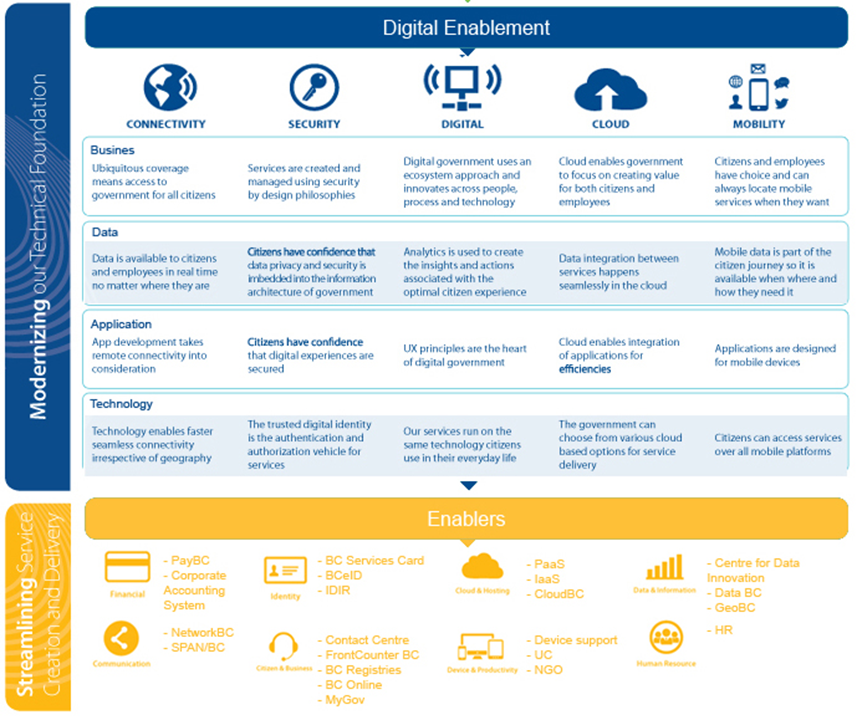 Modernizing our Technical Foundation
Digital Enablement
CONNECTIVITY
SECURITY
DIGITAL
CLOUD
MOBILITY
Busines
Ubiquitous coverage
means access to
government for all citizens
Services are created and
managed using security
by design philosophies
Digital government uses an
ecosystem approach and
innovates across people,
process and technology
Cloud enables government
to focus on creating value
for both citizens and
employees
Citizens and employees
have choice and can
always locate mobile
services when they want
Data
Data is available to citizens
and employees in real time
no matter where they are
Citizens have confidence that
data privacy and security is
imbedded into the information
architecture of government
Analytics is used to create
the insights and actions
associated with the
optimal citizen experience
Data integration between
services happens
seamlessly in the cloud
Mobile data is part of the
citizen journey so it is
available when where and
how they need it
Application
App development takes
remote connectivity into
consideration
Citizens have confidence
that digital experiences are
secured
UX principles are the heart
of digital government
Cloud enables integration
of applications for
efficiencies
Applications are designed
for mobile devices
Technology
Technology enables faster
seamless connectivity
irrespective of geography
The trusted digital identity
is the authentication and
authorization vehicle for
services
Our services run on the
same technology citizens
use in their everyday life
The government can
choose from various cloud
based options for service
delivery
Citizens can access services
over all mobile platforms
Streamlining Service
Creation and Delivery
Enablers
Financial
- PayBC
- Corporate
Accounting
System
Identity
- BC Services Card
- BCeID
- IDIR
Cloud & Hosting
- PaaS
- IaaS
- CloudBC
Data & Information
- Centre for Data
Innovation
- Data BC
- GeoBC
Communication
- NetworkBC
- SPAN/BC
Citizen & Business
- Contact Centre
- FrontCounter BC
- BC Registries
- BC Online
- MyGov
Device & Productivity
- Device support
- UC
- NGO
Human Resource
- HR